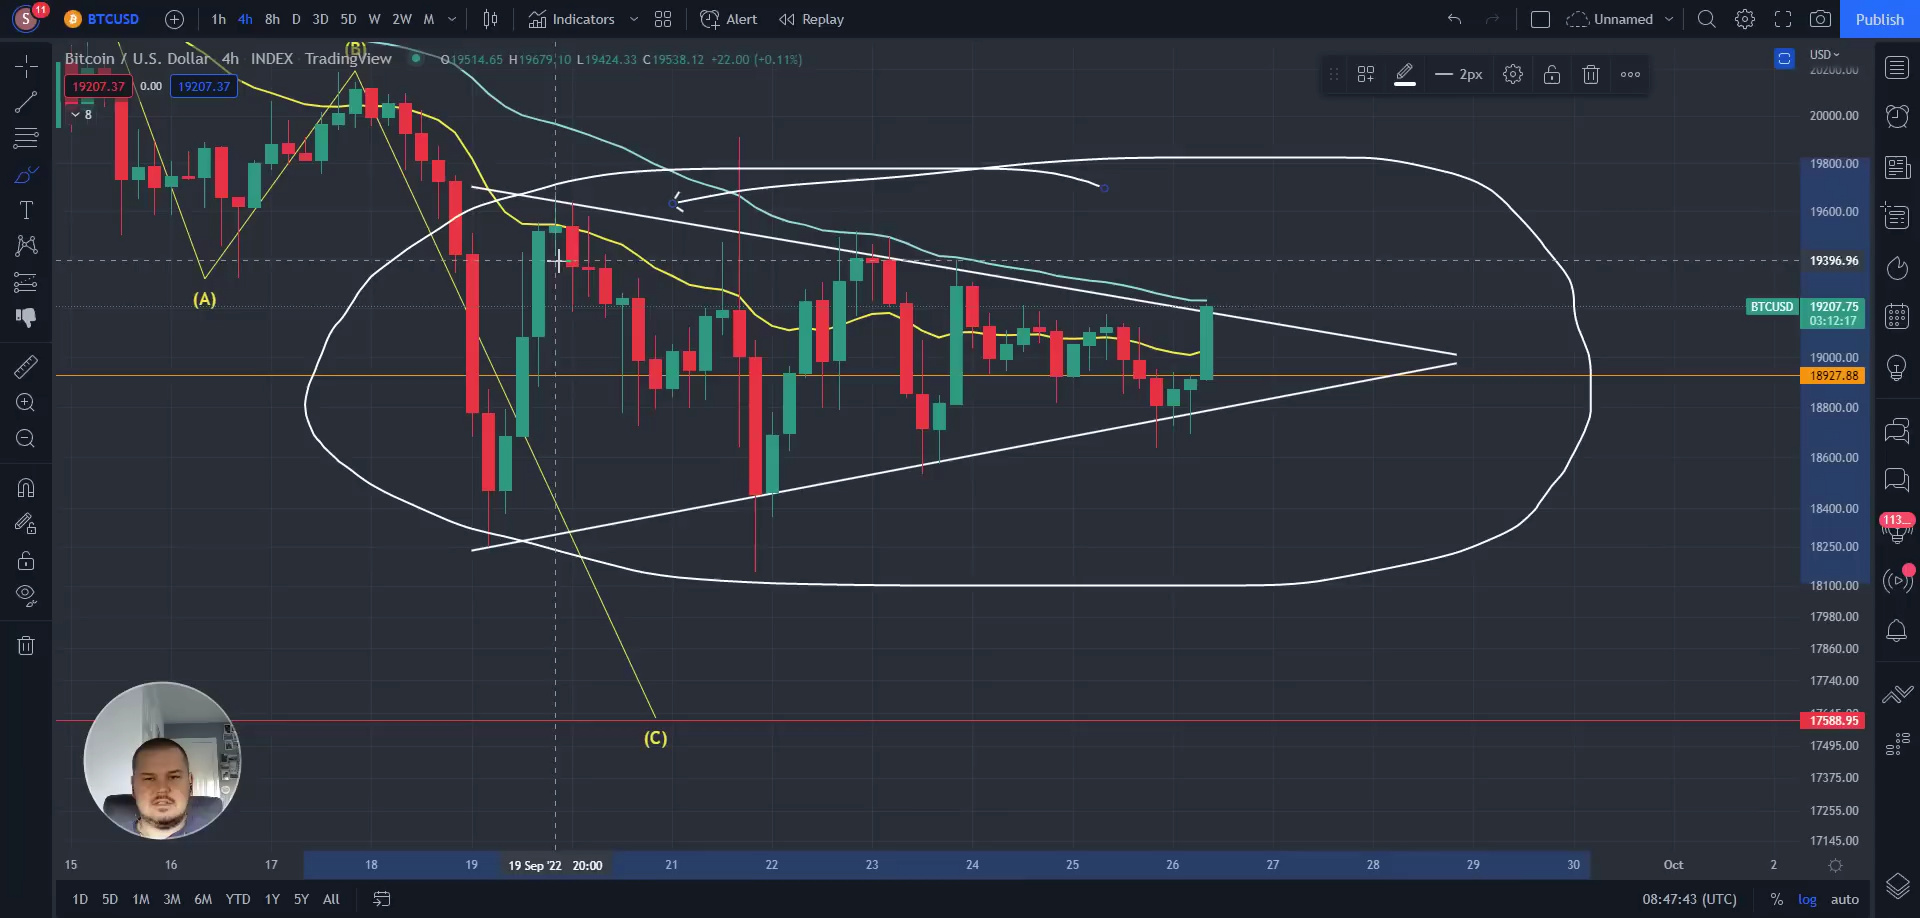 S 11 BTCUSD 1h 4h 8h D 3D 5D W 2W M Indicators Alert Replay Unnamed Publish
Bitcoin / U.S. Dollar 4h INDEX TradingView O19514.65 H19679.10 L19424.33 C19538.12 +22.00 (+0.11%)
19207.37 0.00 19207.37
8
2px
USD
(B)
(A)
(C)
20200.00
20000.00
19800.00
19600.00
19396.96
BTCUSD 19207.75
03:12:17
19000.00
18927.88
18800.00
18600.00
18400.00
18250.00
18100.00
17980.00
17860.00
17740.00
17588.95
17495.00
17375.00
17255.00
17145.00
113...
15 16 17 18 19 19 Sep '22 20:00 21 22 23 24 25 26 27 28 29 30 Oct 2
1D 5D 1M 3M 6M YTD 1Y 5Y All 08:47:43 (UTC) % log auto